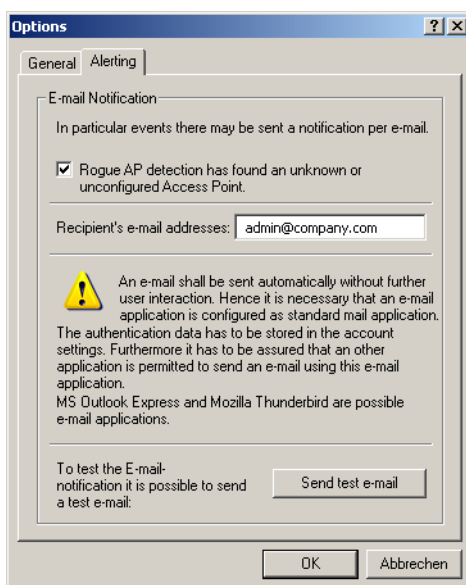 Options
General Alerting
E-mail Notification
In particular events there may be sent a notification per e-mail.
Rogue AP detection has found an unknown or
unconfigured Access Point.
Recipient's e-mail addresses: admin@company.com
An e-mail shall be sent automatically without further
user interaction. Hence it is necessary that an e-mail
application is configured as standard mail application.
The authentication data has to be stored in the account
settings. Furthermore it has to be assured that an other
application is permitted to send an e-mail using this e-mail
application.
MS Outlook Express and Mozilla Thunderbird are possible
e-mail applications.
To test the E-mail-
notification it is possible to send
a test e-mail:
Send test e-mail
OK Abbrechen